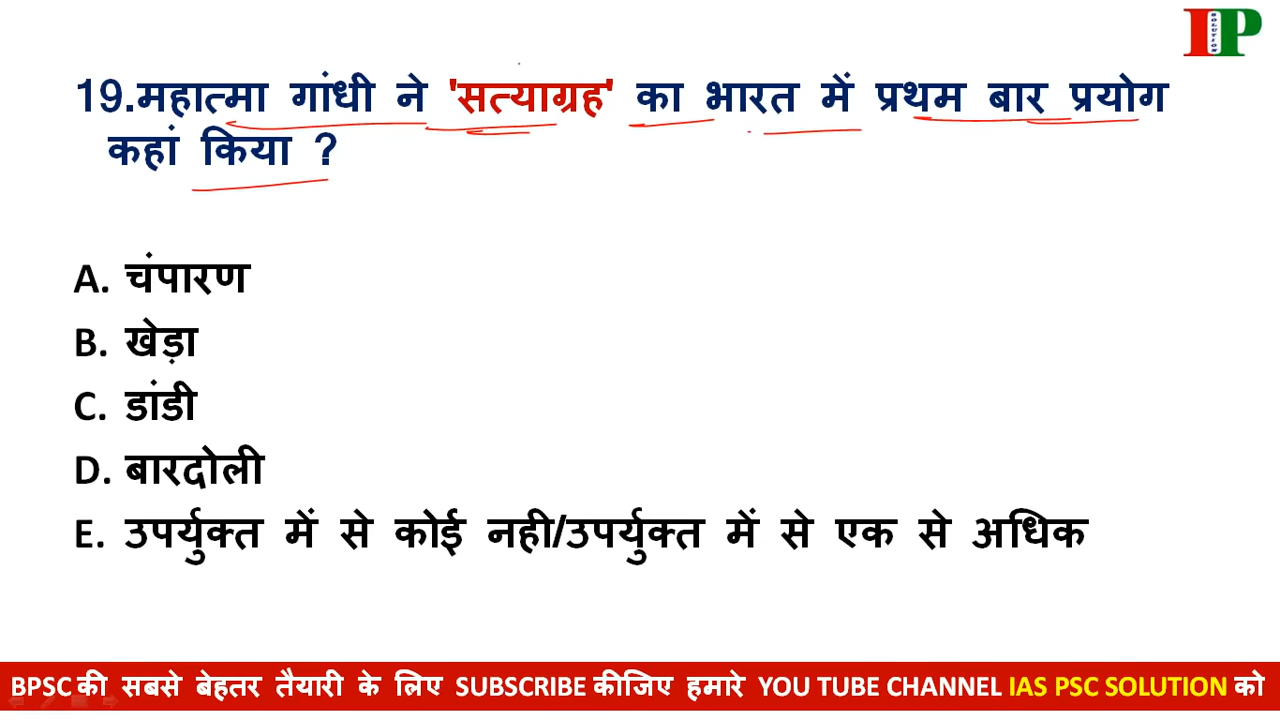 IP
SOLUTION
19.महात्मा गांधी ने 'सत्याग्रह' का भारत में प्रथम बार प्रयोग
कहां किया ?
A. चंपारण
B. खेड़ा
C. डांडी
D. बारदोली
E. उपर्युक्त में से कोई नही/उपर्युक्त में से एक से अधिक
BPSC की सबसे बेहतर तैयारी के लिए SUBSCRIBE कीजिए हमारे YOU TUBE CHANNEL IAS PSC SOLUTION को